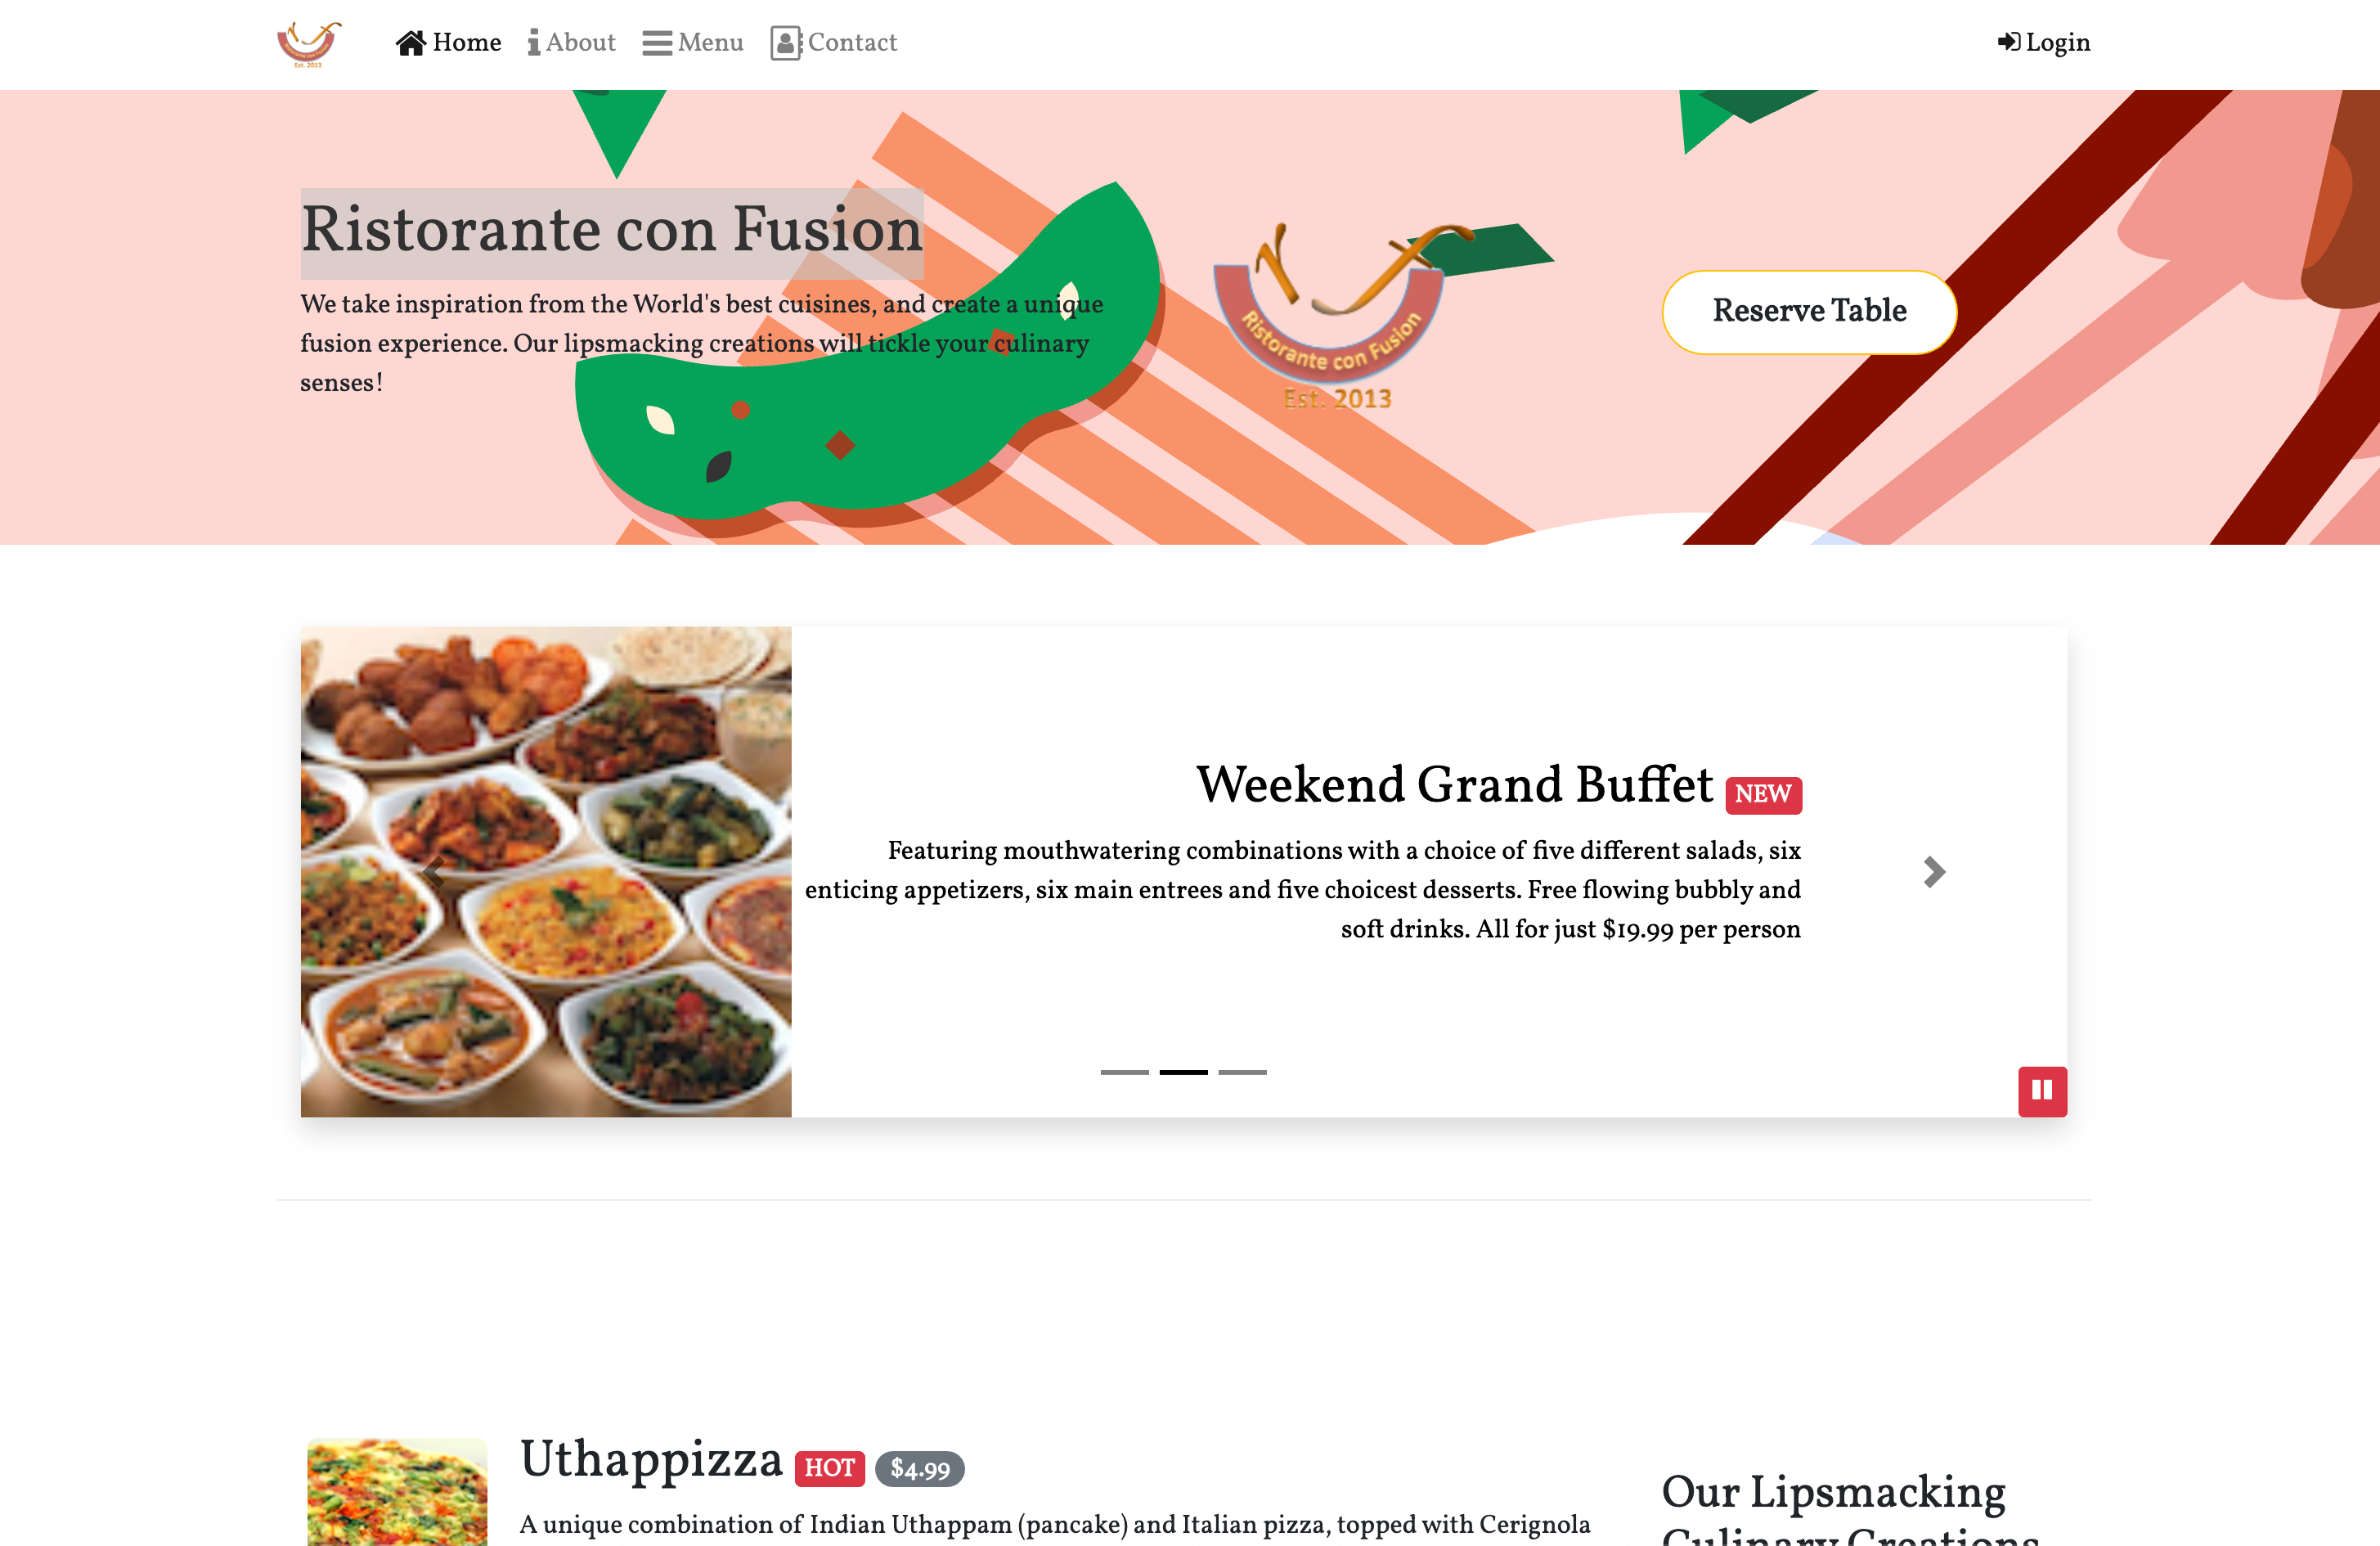 Est. 2013
Home
About
Menu
Contact
Login
Ristorante con Fusion
We take inspiration from the World's best cuisines, and create a unique
fusion experience. Our lipsmacking creations will tickle your culinary
senses!
Ristorante con Fusion
Est. 2013
Reserve Table
Weekend Grand Buffet NEW
Featuring mouthwatering combinations with a choice of five different salads, six
enticing appetizers, six main entrees and five choicest desserts. Free flowing bubbly and
soft drinks. All for just $19.99 per person
Uthappizza HOT $4.99
A unique combination of Indian Uthappam (pancake) and Italian pizza, topped with Cerignola
Our Lipsmacking
Culinary Creations